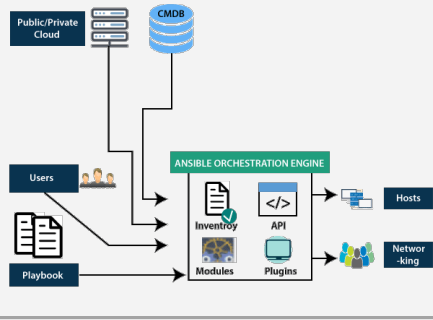 Public/Private
Cloud
CMDB
ANSIBLE ORCHESTRATION ENGINE
Users
Inventroy
API
Hosts
Modules
Plugins
Networ
-king
Playbook